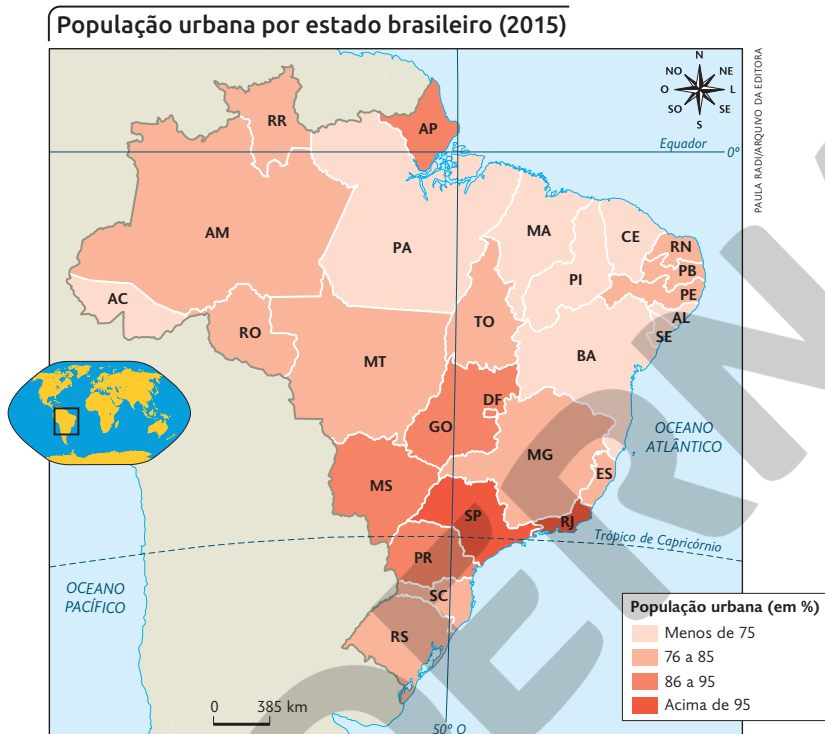 População urbana por estado brasileiro (2015)
N
NO NE
O L
SO SE
S
PAULA RADI/ARQUIVO DA EDITORA
RR
AP
Equador
0°
AM
PA
MA
CE
RN
PB
PE
PI
AC
AL
SE
TO
RO
BA
MT
DF
GO
OCEANO
ATLÂNTICO
MG
ES
MS
SP
RJ
Trópico de Capricórnio
PR
OCEANO
PACÍFICO
SC
RS
População urbana (em %)
Menos de 75
76 a 85
86 a 95
Acima de 95
0 385 km
50° O